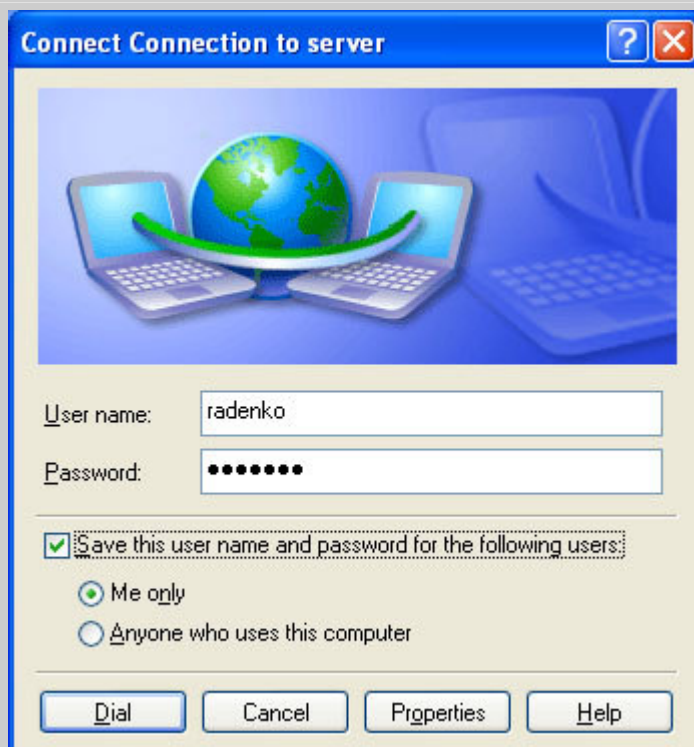 Connect Connection to server
User name:
radenko
Password:
•••••••
Save this user name and password for the following users:
Me only
Anyone who uses this computer
Dial Cancel Properties Help